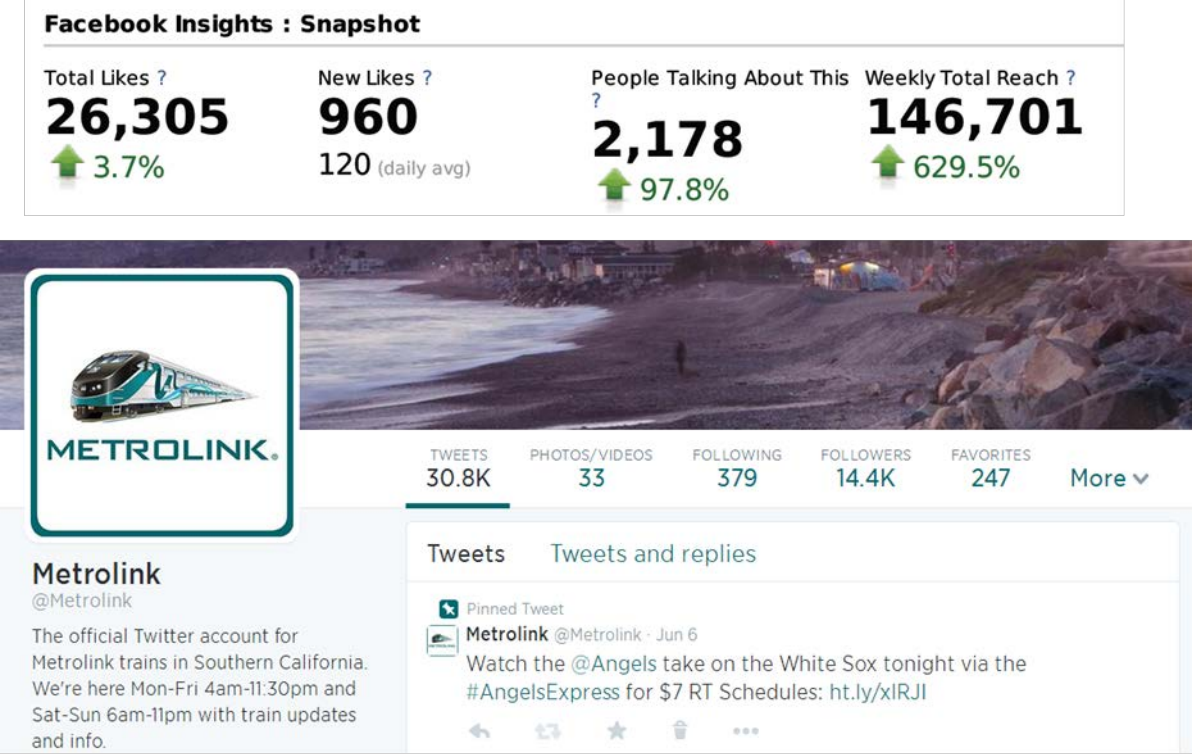 Facebook Insights : Snapshot
Total Likes ?
26,305
3.7%
New Likes ?
960
120 (daily avg)
People Talking About This
?
2,178
97.8%
Weekly Total Reach ?
146,701
629.5%
METROLINK®
TWEETS
30.8K
PHOTOS/VIDEOS
33
FOLLOWING
379
FOLLOWERS
14.4K
FAVORITES
247
More
Metrolink
@Metrolink
The official Twitter account for
Metrolink trains in Southern California.
We're here Mon-Fri 4am-11:30pm and
Sat-Sun 6am-11pm with train updates
and info.
Tweets Tweets and replies
Pinned Tweet
Metrolink @Metrolink · Jun 6
Watch the @Angels take on the White Sox tonight via the
#AngelsExpress for $7 RT Schedules: ht.ly/xIRJI